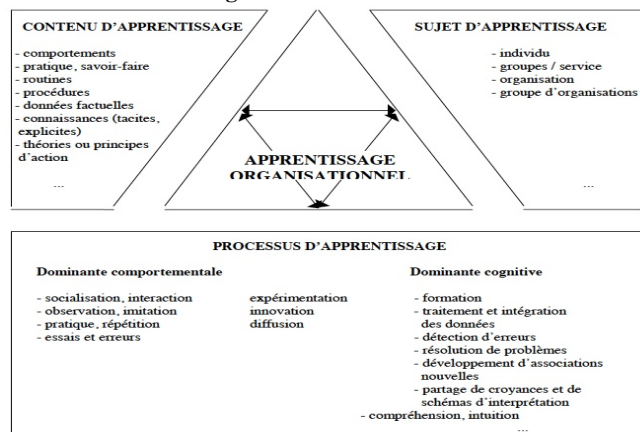 CONTENU D'APPRENTISSAGE
- comportements
- pratique, savoir-faire
- routines
- procédures
- données factuelles
- connaissances (tacites,
explicites)
- théories ou principes
d'action
...
SUJET D'APPRENTISSAGE
- individu
- groupes / service
- organisation
- groupe d'organisations
...
APPRENTISSAGE
ORGANISATIONNEL
PROCESSUS D'APPRENTISSAGE
Dominante comportementale
- socialisation, interaction
- observation, imitation
- pratique, répétition
- essais et erreurs
expérimentation
innovation
diffusion
Dominante cognitive
- formation
- traitement et intégration
des données
- détection d'erreurs
- résolution de problèmes
- développement d'associations
nouvelles
- partage de croyances et de
schémas d'interprétation
- compréhension, intuition
...